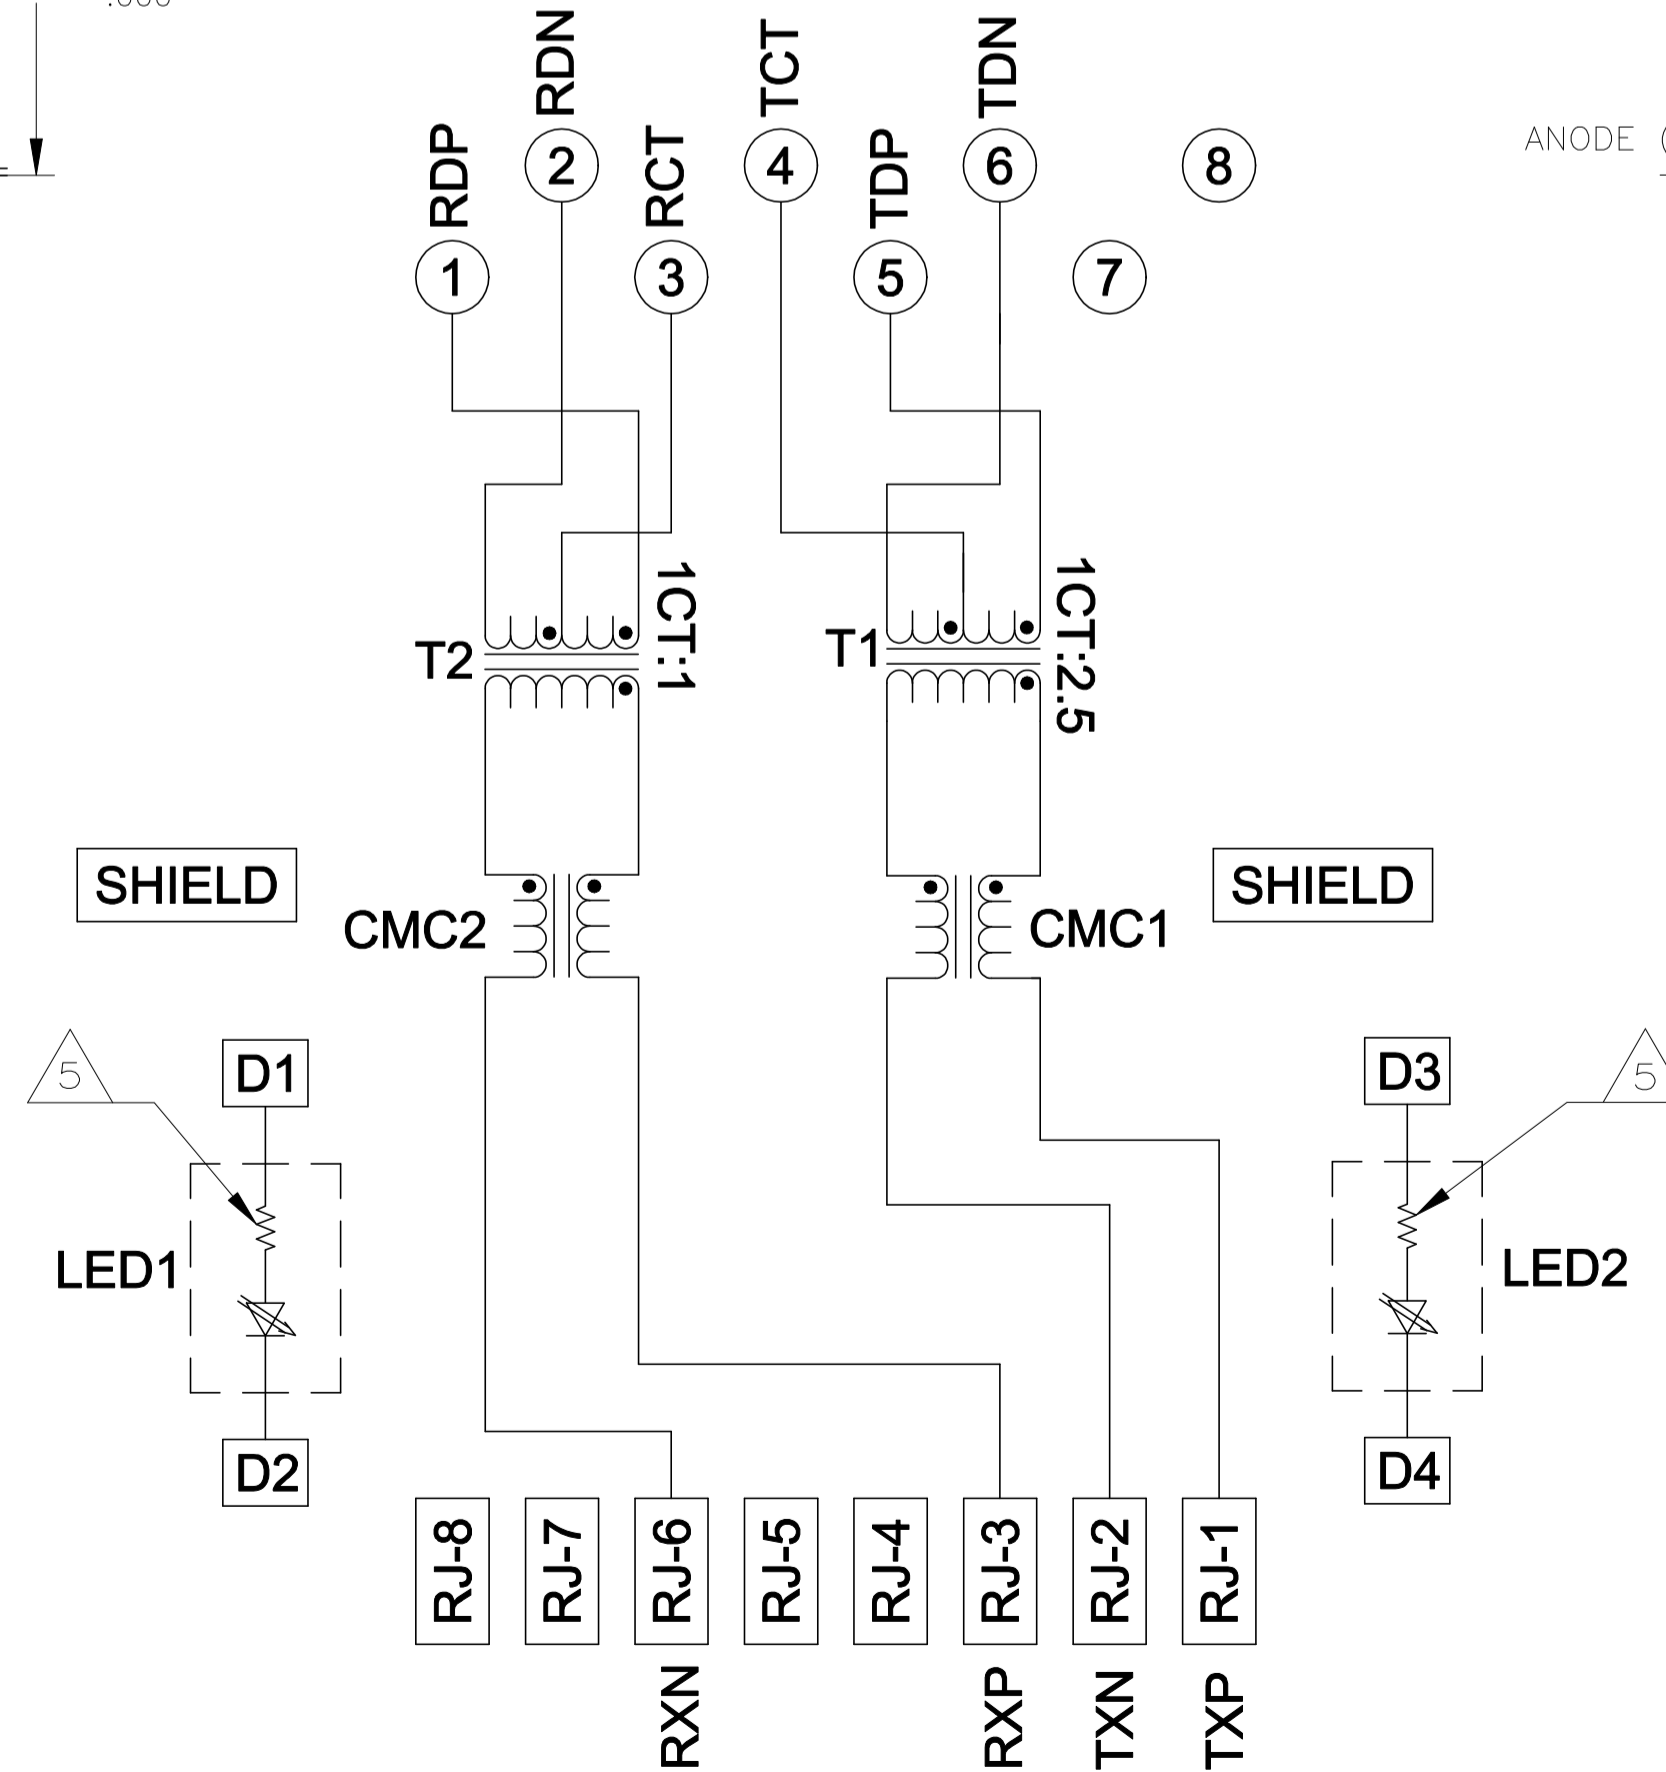 RDN
TCT
TDN
RDP
RCT
TDP
2
4
6
8
ANODE (
1
3
5
7
T2
1CT:1
T1
1CT:2.5
SHIELD
SHIELD
CMC2
CMC1
5
D1
D3
5
LED1
LED2
D2
D4
RJ-8
RJ-7
RJ-6
RJ-5
RJ-4
RJ-3
RJ-2
RJ-1
RXN
RXP
TXN
TXP